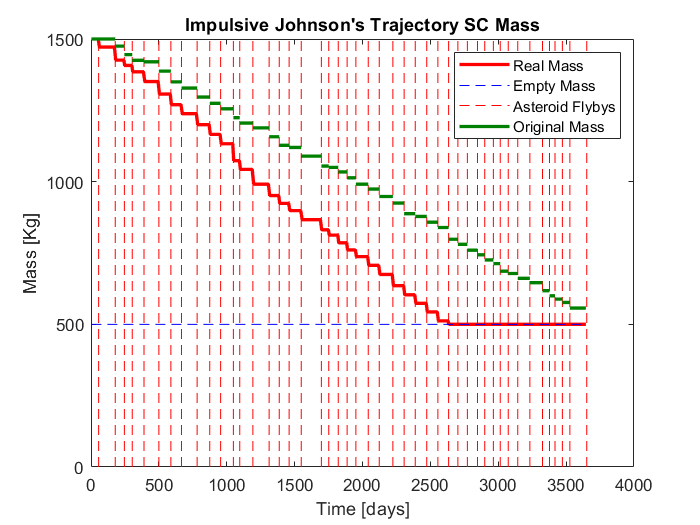 Impulsive Johnson's Trajectory SC Mass
1500
1000
500
0
Mass [Kg]
Real Mass
Empty Mass
Asteroid Flybys
Original Mass
0 500 1000 1500 2000 2500 3000 3500 4000
Time [days]